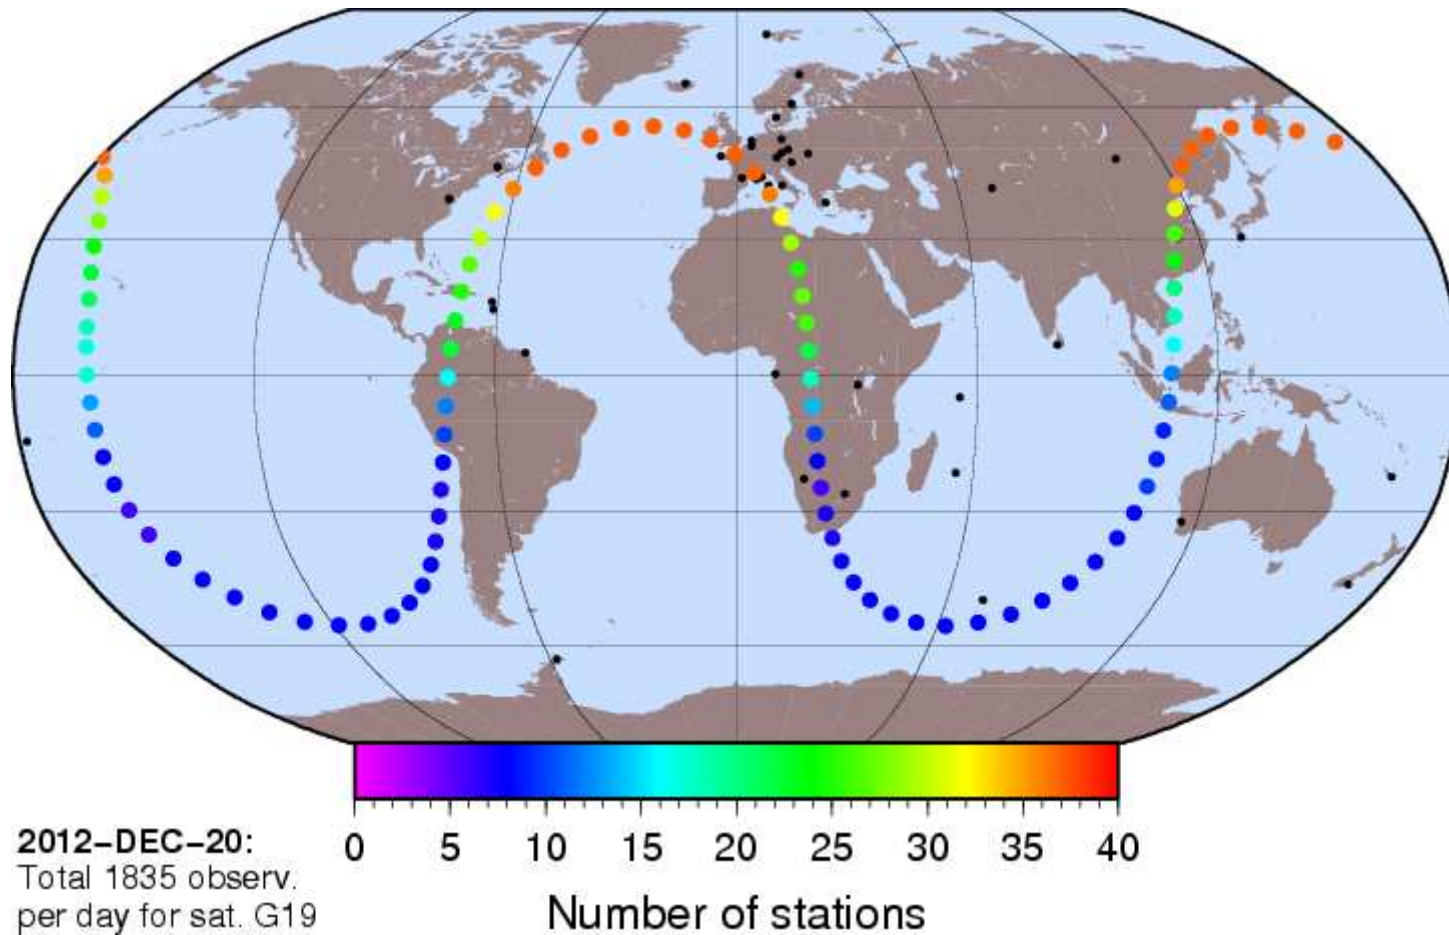 0 5 10 15 20 25 30 35 40
2012-DEC-20:
Total 1835 observ.
per day for sat. G19
Number of stations